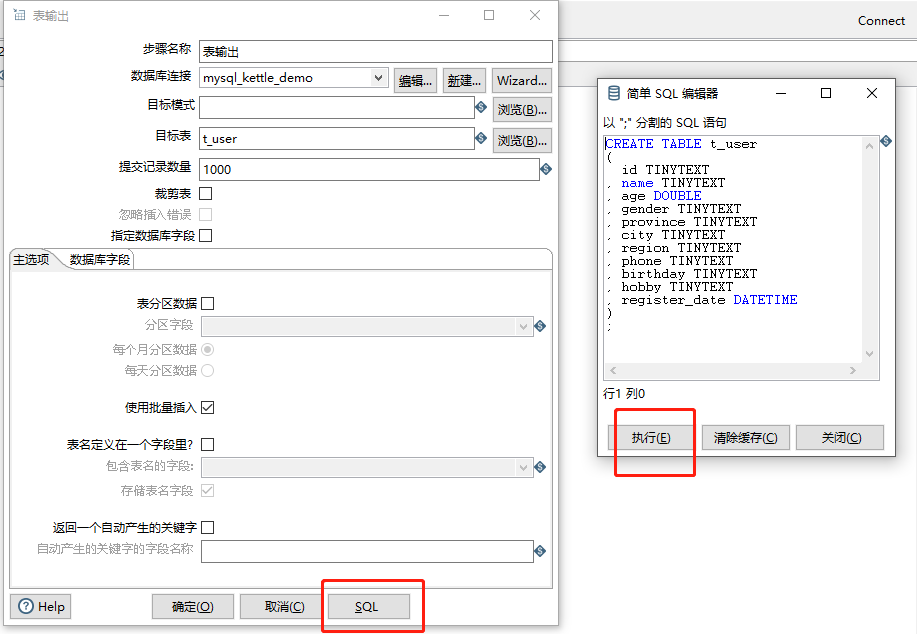 表输出
Connect
步骤名称 表输出
数据库连接 mysql_kettle_demo 编辑... 新建... Wizard...
目标模式 浏览(B)...
目标表 t_user 浏览(B)...
提交记录数量 1000
裁剪表
忽略插入错误
指定数据库字段
主选项 数据库字段
表分区数据
分区字段
每个月分区数据
每天分区数据
使用批量插入
表名定义在一个字段里?
包含表名的字段:
存储表名字段
返回一个自动产生的关键字
自动产生的关键字的字段名称
Help 确定(O) 取消(C) SQL
简单 SQL 编辑器
以 ";" 分割的 SQL 语句
CREATE TABLE t_user
(
id TINYTEXT
, name TINYTEXT
, age DOUBLE
, gender TINYTEXT
, province TINYTEXT
, city TINYTEXT
, region TINYTEXT
, phone TINYTEXT
, birthday TINYTEXT
, hobby TINYTEXT
, register_date DATETIME
)
;
行1 列0
执行(E) 清除缓存(C) 关闭(C)